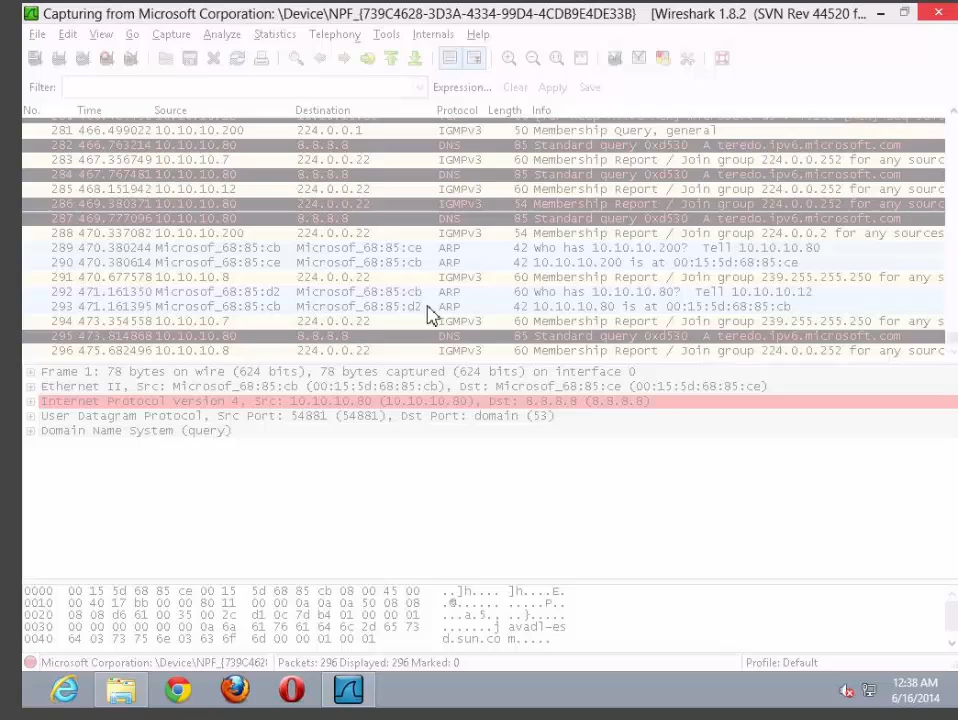 Capturing from Microsoft Corporation: \Device\NPF_{739C4628-3D3A-4334-99D4-4CDB9E4DE33B} [Wireshark 1.8.2 (SVN Rev 44520 f...
File Edit View Go Capture Analyze Statistics Telephony Tools Internals Help
Filter: Expression... Clear Apply Save
No. Time Source Destination Protocol Length Info
281 466.499022 10.10.10.200 224.0.0.1 IGMPv3 50 Membership Query, general
282 466.763214 10.10.10.80 8.8.8.8 DNS 85 Standard query 0xd530 A teredo.ipv6.microsoft.com
283 467.356749 10.10.10.7 224.0.0.22 IGMPv3 60 Membership Report / Join group 224.0.0.252 for any sourc
284 467.767481 10.10.10.80 8.8.8.8 DNS 85 Standard query 0xd530 A teredo.ipv6.microsoft.com
285 468.151942 10.10.10.12 224.0.0.22 IGMPv3 60 Membership Report / Join group 224.0.0.252 for any sourc
286 469.380371 10.10.10.80 224.0.0.22 IGMPv3 54 Membership Report / Join group 224.0.0.252 for any sourc
287 469.777096 10.10.10.80 8.8.8.8 DNS 85 Standard query 0xd530 A teredo.ipv6.microsoft.com
288 470.337082 10.10.10.200 224.0.0.22 IGMPv3 54 Membership Report / Join group 224.0.0.2 for any sources
289 470.380244 Microsof_68:85:cb Microsof_68:85:ce ARP 42 Who has 10.10.10.200? Tell 10.10.10.80
290 470.380614 Microsof_68:85:ce Microsof_68:85:cb ARP 42 10.10.10.200 is at 00:15:5d:68:85:ce
291 470.677578 10.10.10.8 224.0.0.22 IGMPv3 60 Membership Report / Join group 239.255.255.250 for any s
292 471.161350 Microsof_68:85:d2 Microsof_68:85:cb ARP 60 Who has 10.10.10.80? Tell 10.10.10.12
293 471.161395 Microsof_68:85:cb Microsof_68:85:d2 ARP 42 10.10.10.80 is at 00:15:5d:68:85:cb
294 473.354558 10.10.10.7 224.0.0.22 IGMPv3 60 Membership Report / Join group 239.255.255.250 for any s
295 473.814868 10.10.10.80 8.8.8.8 DNS 85 Standard query 0xd530 A teredo.ipv6.microsoft.com
296 475.682496 10.10.10.8 224.0.0.22 IGMPv3 60 Membership Report / Join group 224.0.0.252 for any sourc
Frame 1: 78 bytes on wire (624 bits), 78 bytes captured (624 bits) on interface 0
Ethernet II, Src: Microsof_68:85:cb (00:15:5d:68:85:cb), Dst: Microsof_68:85:ce (00:15:5d:68:85:ce)
Internet Protocol Version 4, Src: 10.10.10.80 (10.10.10.80), Dst: 8.8.8.8 (8.8.8.8)
User Datagram Protocol, Src Port: 54881 (54881), Dst Port: domain (53)
Domain Name System (query)
0000 00 15 5d 68 85 ce 00 15 5d 68 85 cb 08 00 45 00 ..]h.... ]h....E.
0010 00 40 17 bb 00 00 80 11 00 00 0a 0a 0a 50 08 08 .@...... .....P..
0020 08 08 d6 61 00 35 00 2c d1 0c 7d b4 01 00 00 01 ...a.5., ..}.....
0030 00 00 00 00 00 00 0a 6a 61 76 61 64 6c 2d 65 73 .......j avadl-es
0040 64 03 73 75 6e 03 63 6f 6d 00 00 01 00 01 d.sun.co m.....
Microsoft Corporation: \Device\NPF_{739C462 Packets: 296 Displayed: 296 Marked: 0 Profile: Default
12:38 AM
6/16/2014